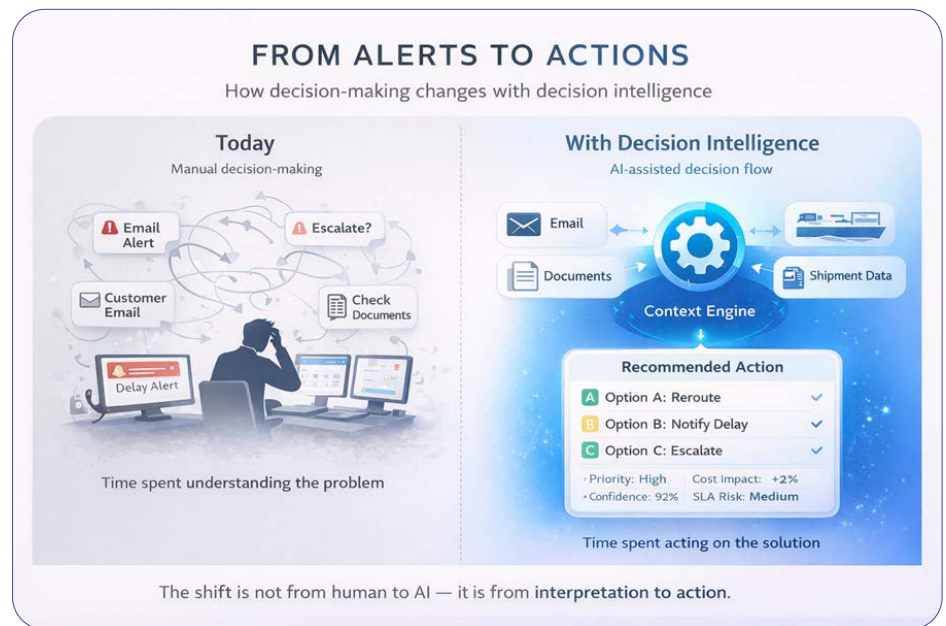 FROM ALERTS TO ACTIONS
How decision-making changes with decision intelligence
Today
Manual decision-making
Email
Alert
Escalate?
Customer
Email
Check
Documents
Delay Alert
Time spent understanding the problem
With Decision Intelligence
AI-assisted decision flow
Email
Documents
Shipment Data
Context Engine
Recommended Action
A Option A: Reroute
B Option B: Notify Delay
C Option C: Escalate
• Priority: High Cost Impact: +2%
• Confidence: 92% SLA Risk: Medium
Time spent acting on the solution
The shift is not from human to AI — it is from interpretation to action.